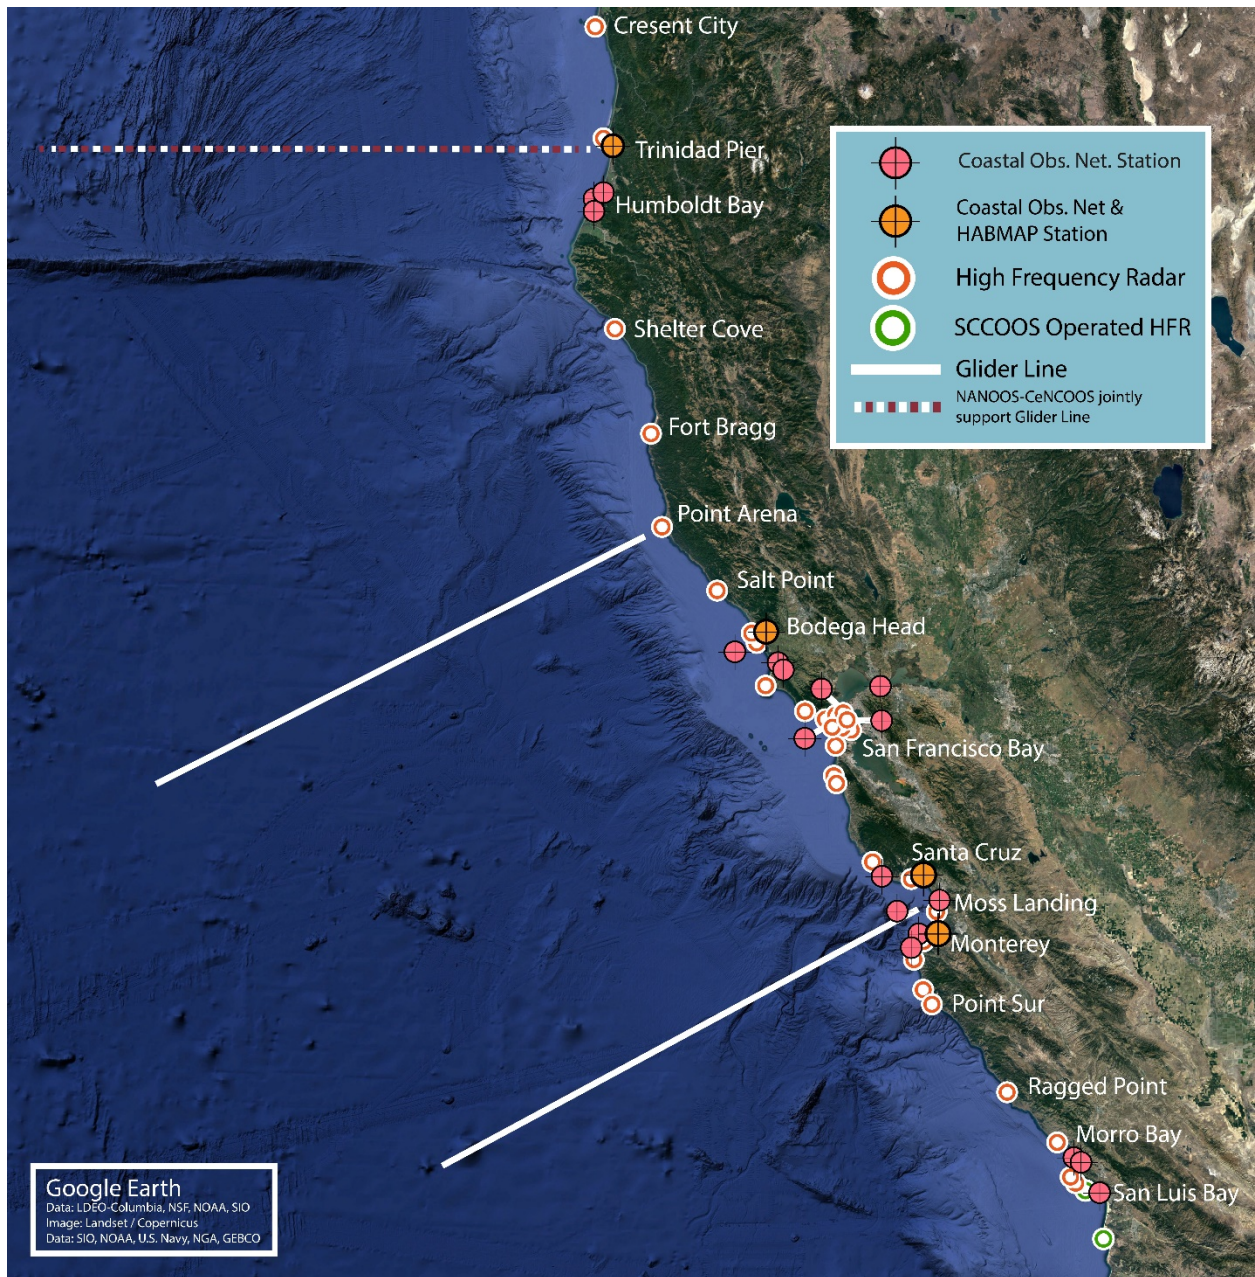 Cresent City
Trinidad Pier
Humboldt Bay
Shelter Cove
Fort Bragg
Point Arena
Salt Point
Bodega Head
San Francisco Bay
Santa Cruz
Moss Landing
Monterey
Point Sur
Ragged Point
Morro Bay
San Luis Bay
Coastal Obs. Net. Station
Coastal Obs. Net &
HABMAP Station
High Frequency Radar
SCCOOS Operated HFR
Glider Line
NANOOS-CeNCOOS jointly
support Glider Line
Google Earth
Data: LDEO-Columbia, NSF, NOAA, SIO
Image: Landset / Copernicus
Data: SIO, NOAA, U.S. Navy, NGA, GEBCO